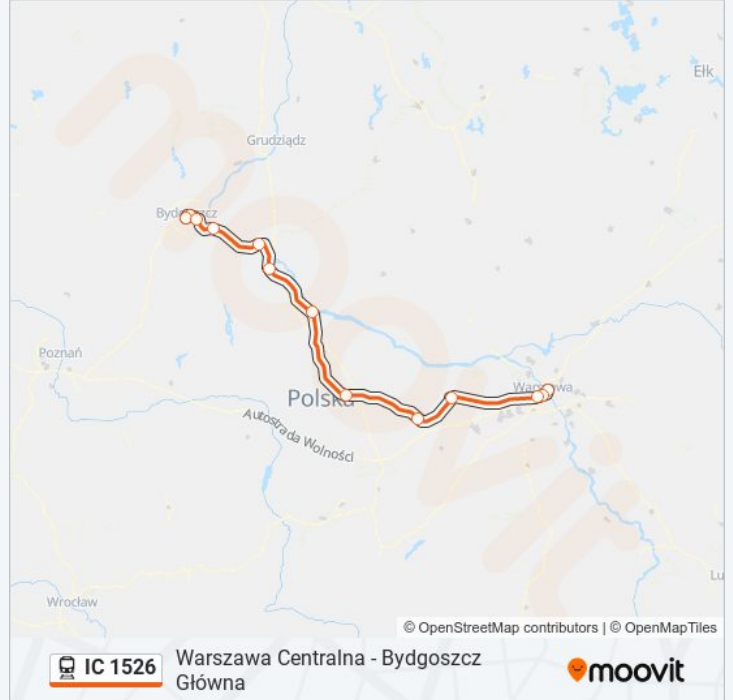 Ełk
Grudziądz
Bydgoszcz
Poznań
Warszawa
Polska
Autostrada Wolności
Wrocław
Lu
© OpenStreetMap contributors | © OpenMapTiles
IC 1526
Warszawa Centralna - Bydgoszcz
Główna
moovit